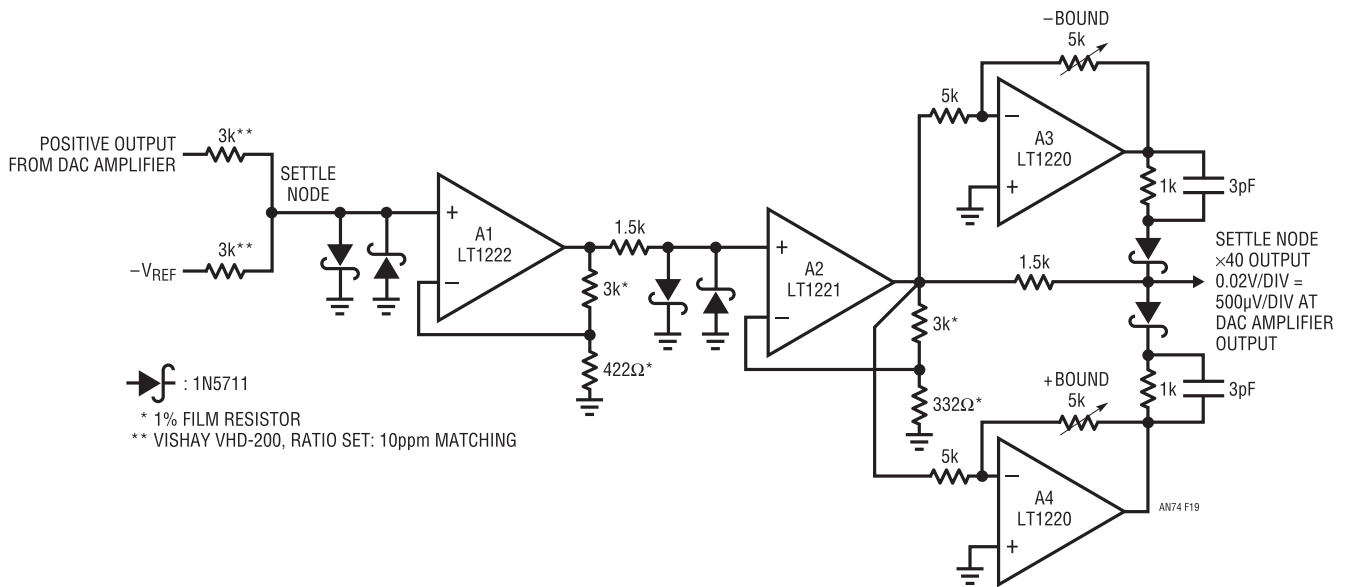 POSITIVE OUTPUT
FROM DAC AMPLIFIER
3k**
–VREF
3k**
SETTLE
NODE
+
–
A1
LT1222
1.5k
3k*
422Ω*
+
–
A2
LT1221
3k*
332Ω*
–BOUND
5k
5k
–
+
A3
LT1220
1k
3pF
1.5k
SETTLE NODE
×40 OUTPUT
0.02V/DIV =
500µV/DIV AT
DAC AMPLIFIER
OUTPUT
+BOUND
5k
1k
3pF
5k
–
+
A4
LT1220
AN74 F19
: 1N5711
* 1% FILM RESISTOR
** VISHAY VHD-200, RATIO SET: 10ppm MATCHING